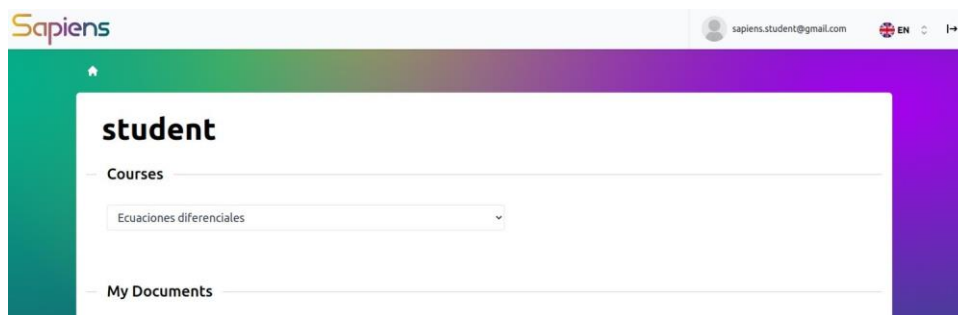 Sapiens
sapiens.student@gmail.com
EN
student
Courses
Ecuaciones diferenciales
My Documents